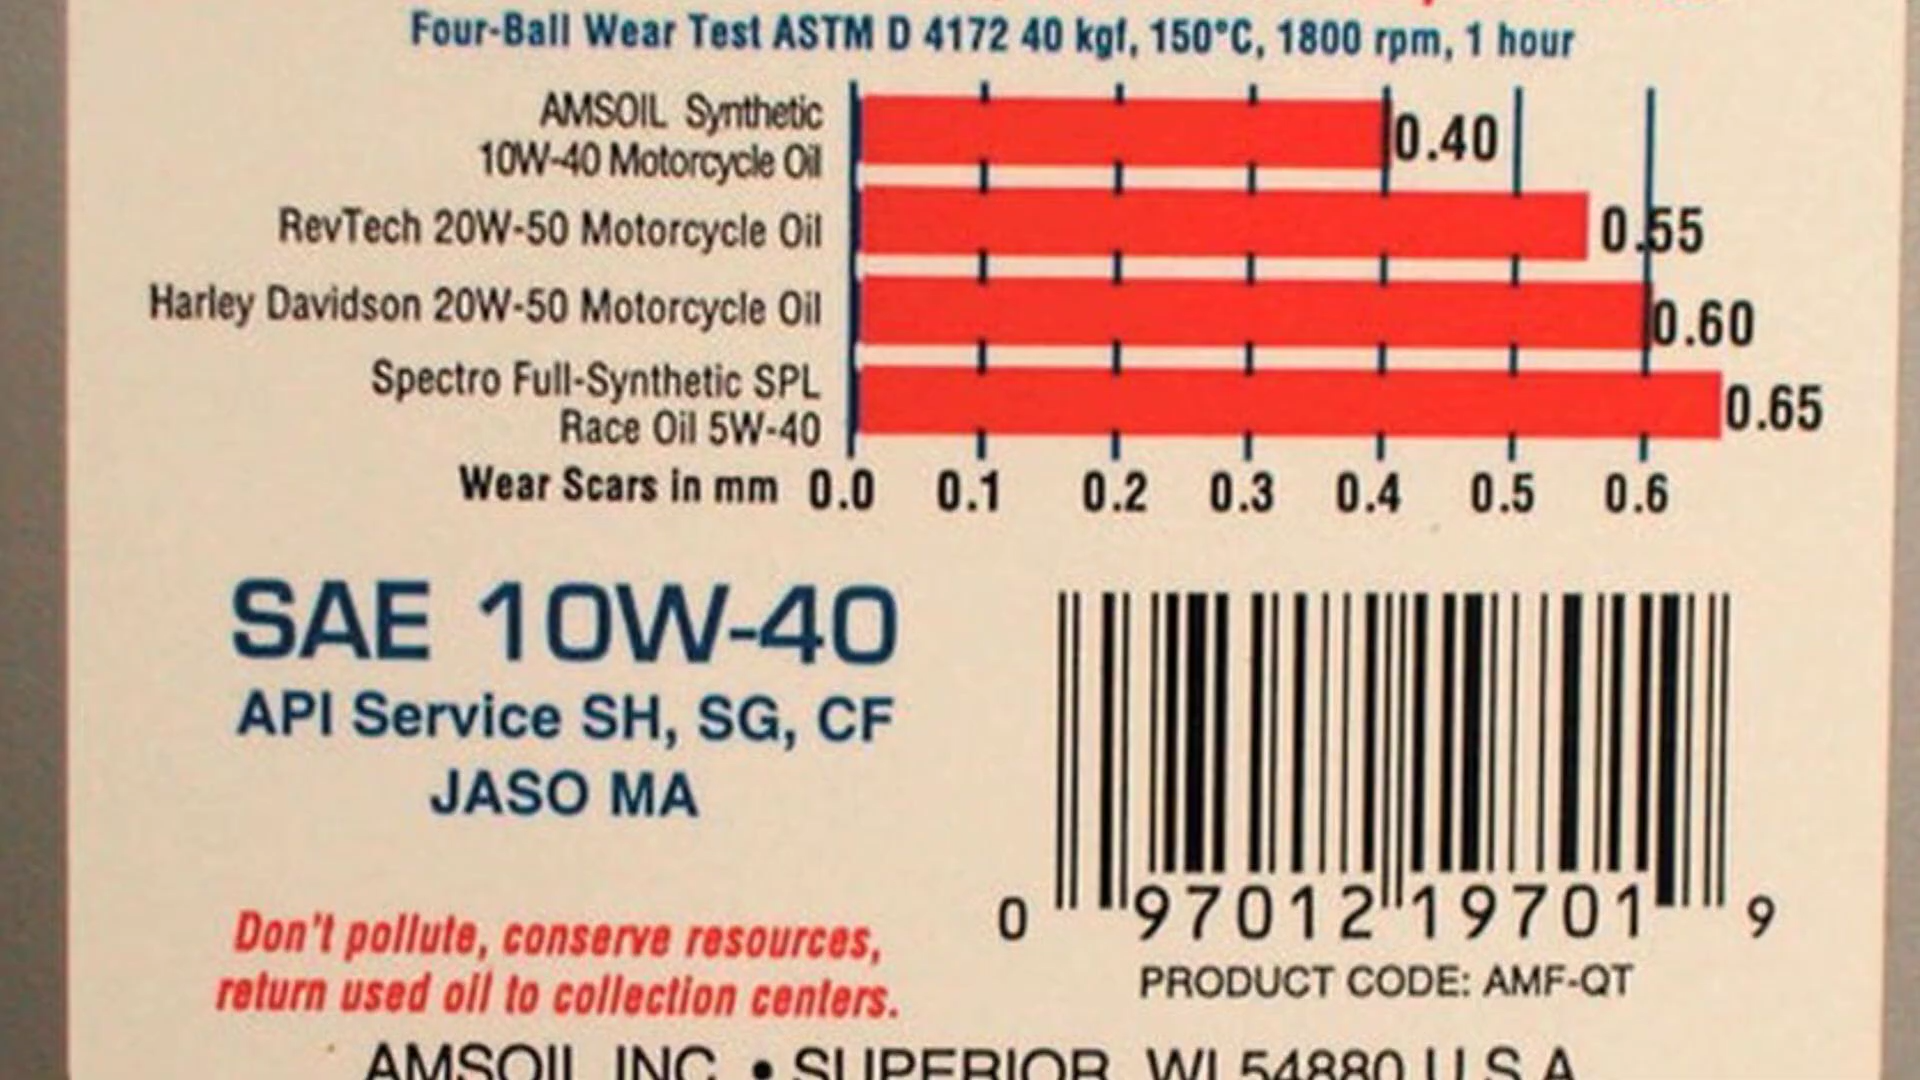 Four-Ball Wear Test ASTM D 4172 40 kgf, 150°C, 1800 rpm, 1 hour
AMSOIL Synthetic
10W-40 Motorcycle Oil
0.40
RevTech 20W-50 Motorcycle Oil
0.55
Harley Davidson 20W-50 Motorcycle Oil
0.60
Spectro Full-Synthetic SPL
Race Oil 5W-40
0.65
Wear Scars in mm 0.0 0.1 0.2 0.3 0.4 0.5 0.6
SAE 10W-40
API Service SH, SG, CF
JASO MA
0 97012 19701 9
PRODUCT CODE: AMF-QT
Don't pollute, conserve resources,
return used oil to collection centers.
AMSOIL INC. • SUPERIOR, WI 54880 U.S.A.